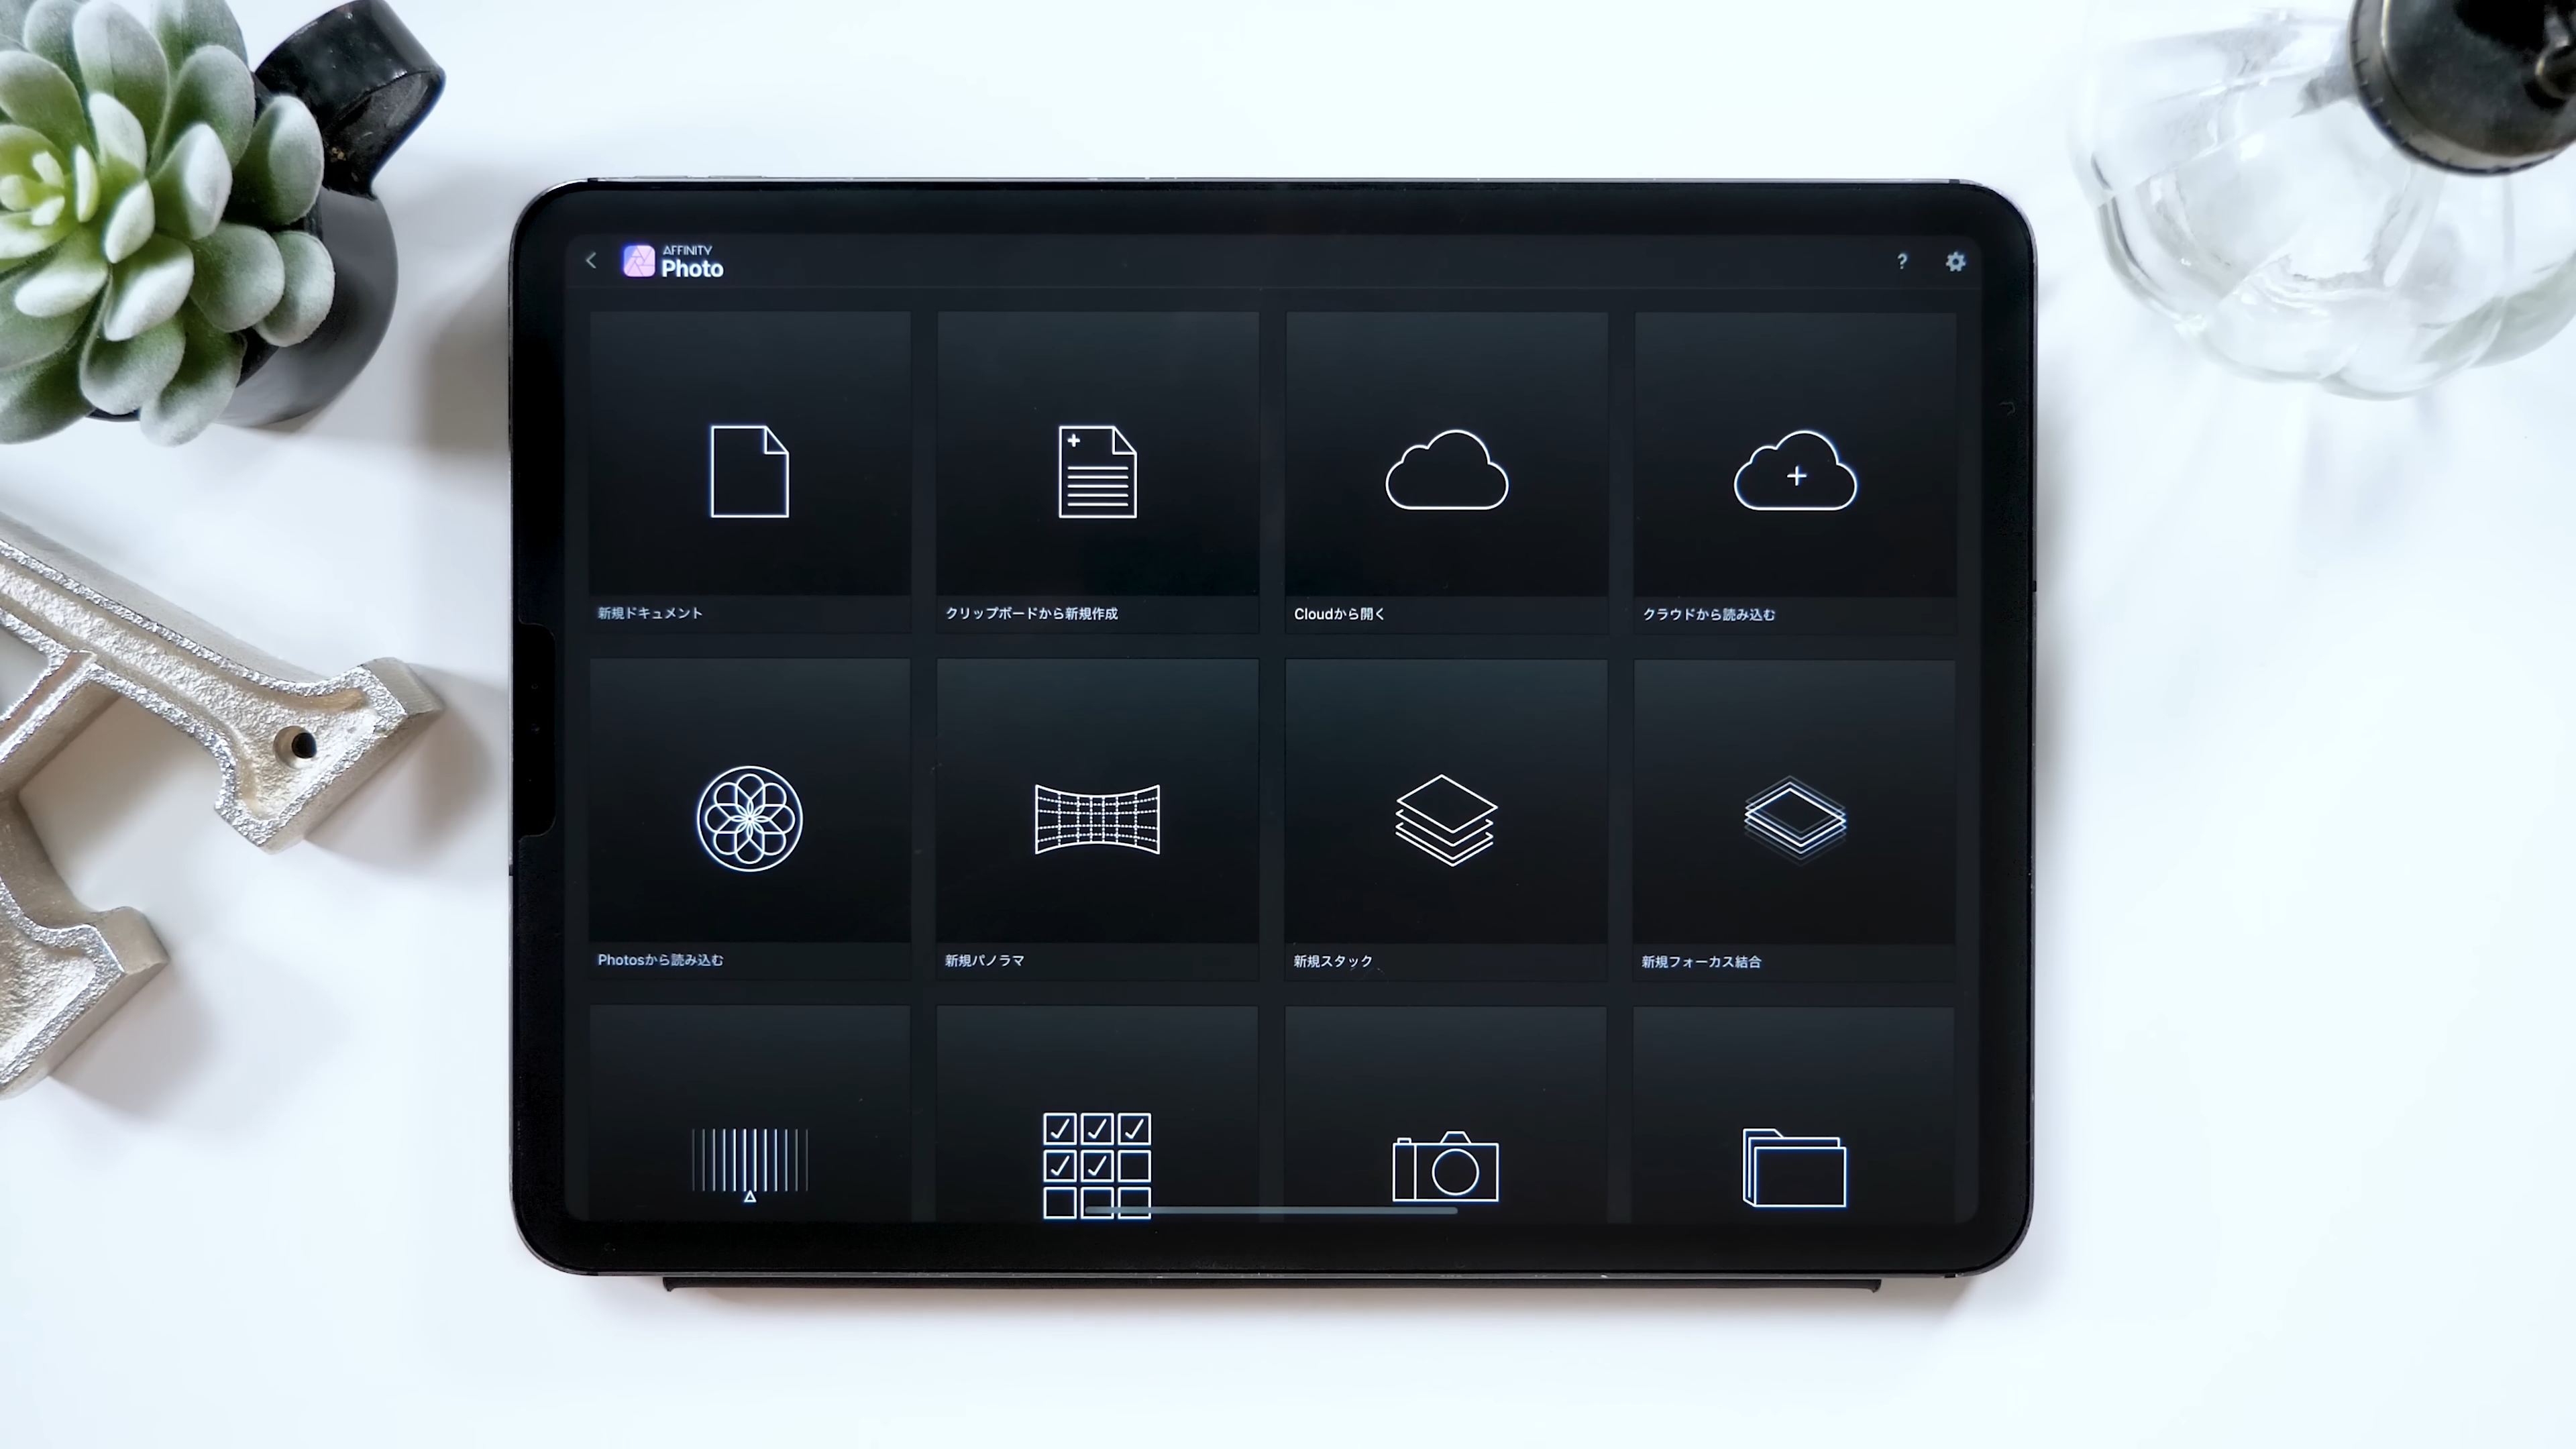 AFFINITY
Photo
?
新規ドキュメント
クリップボードから新規作成
Cloudから開く
クラウドから読み込む
Photosから読み込む
新規パノラマ
新規スタック
新規フォーカス結合